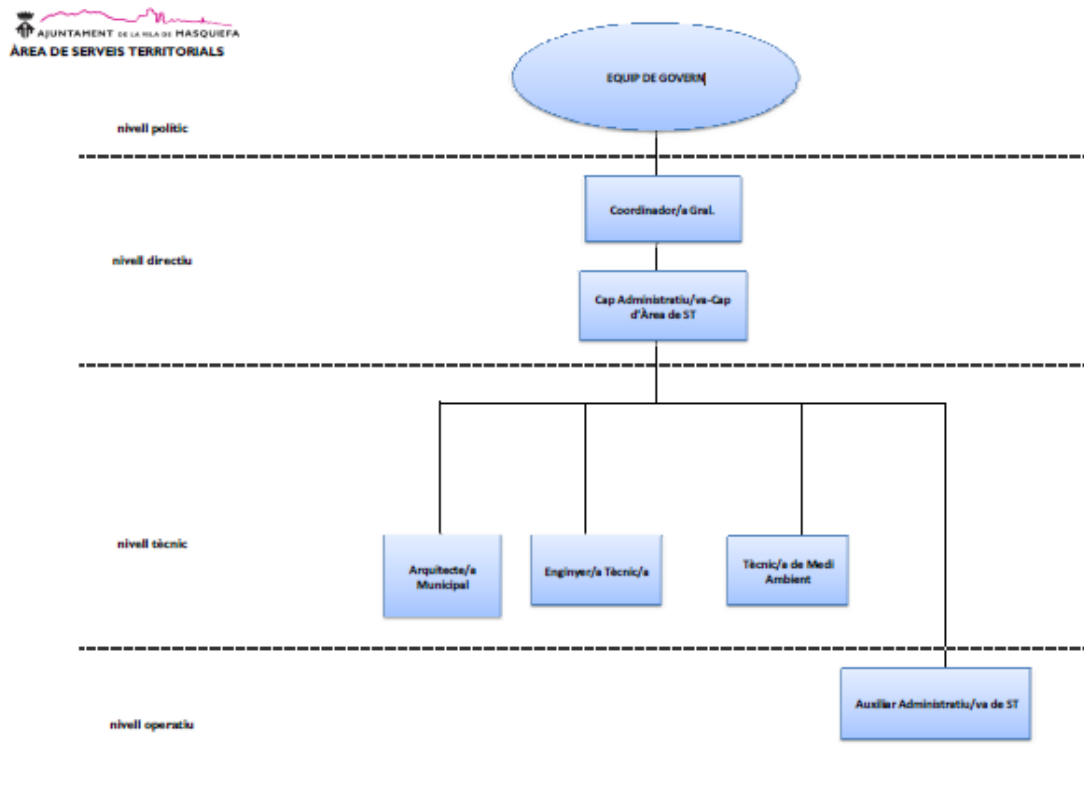 AJUNTAMENT DE LA VILA DE MASQUEFA
ÀREA DE SERVEIS TERRITORIALS
EQUIP DE GOVERN
nivell polític
Coordinador/a Gral.
nivell directiu
Cap Administratiu/va-Cap
d'Àrea de ST
nivell tècnic
Arquitecte/a
Municipal
Enginyer/a Tècnic/a
Tècnic/a de Medi
Ambient
Auxiliar Administratiu/va de ST
nivell operatiu